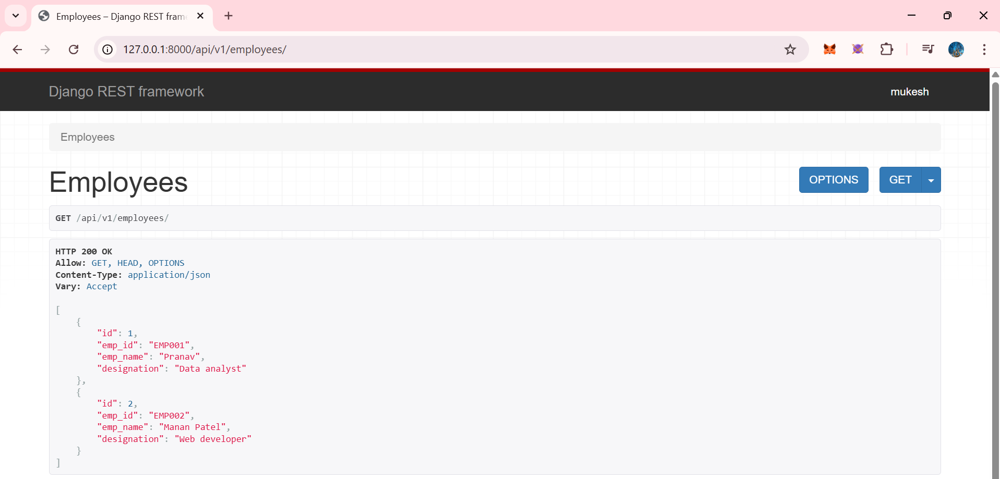 Employees – Django REST fram
127.0.0.1:8000/api/v1/employees/
Django REST framework
mukesh
Employees
Employees
OPTIONS
GET
GET /api/v1/employees/
HTTP 200 OK
Allow: GET, HEAD, OPTIONS
Content-Type: application/json
Vary: Accept
[
    {
        "id": 1,
        "emp_id": "EMP001",
        "emp_name": "Pranav",
        "designation": "Data analyst"
    },
    {
        "id": 2,
        "emp_id": "EMP002",
        "emp_name": "Manan Patel",
        "designation": "Web developer"
    }
]